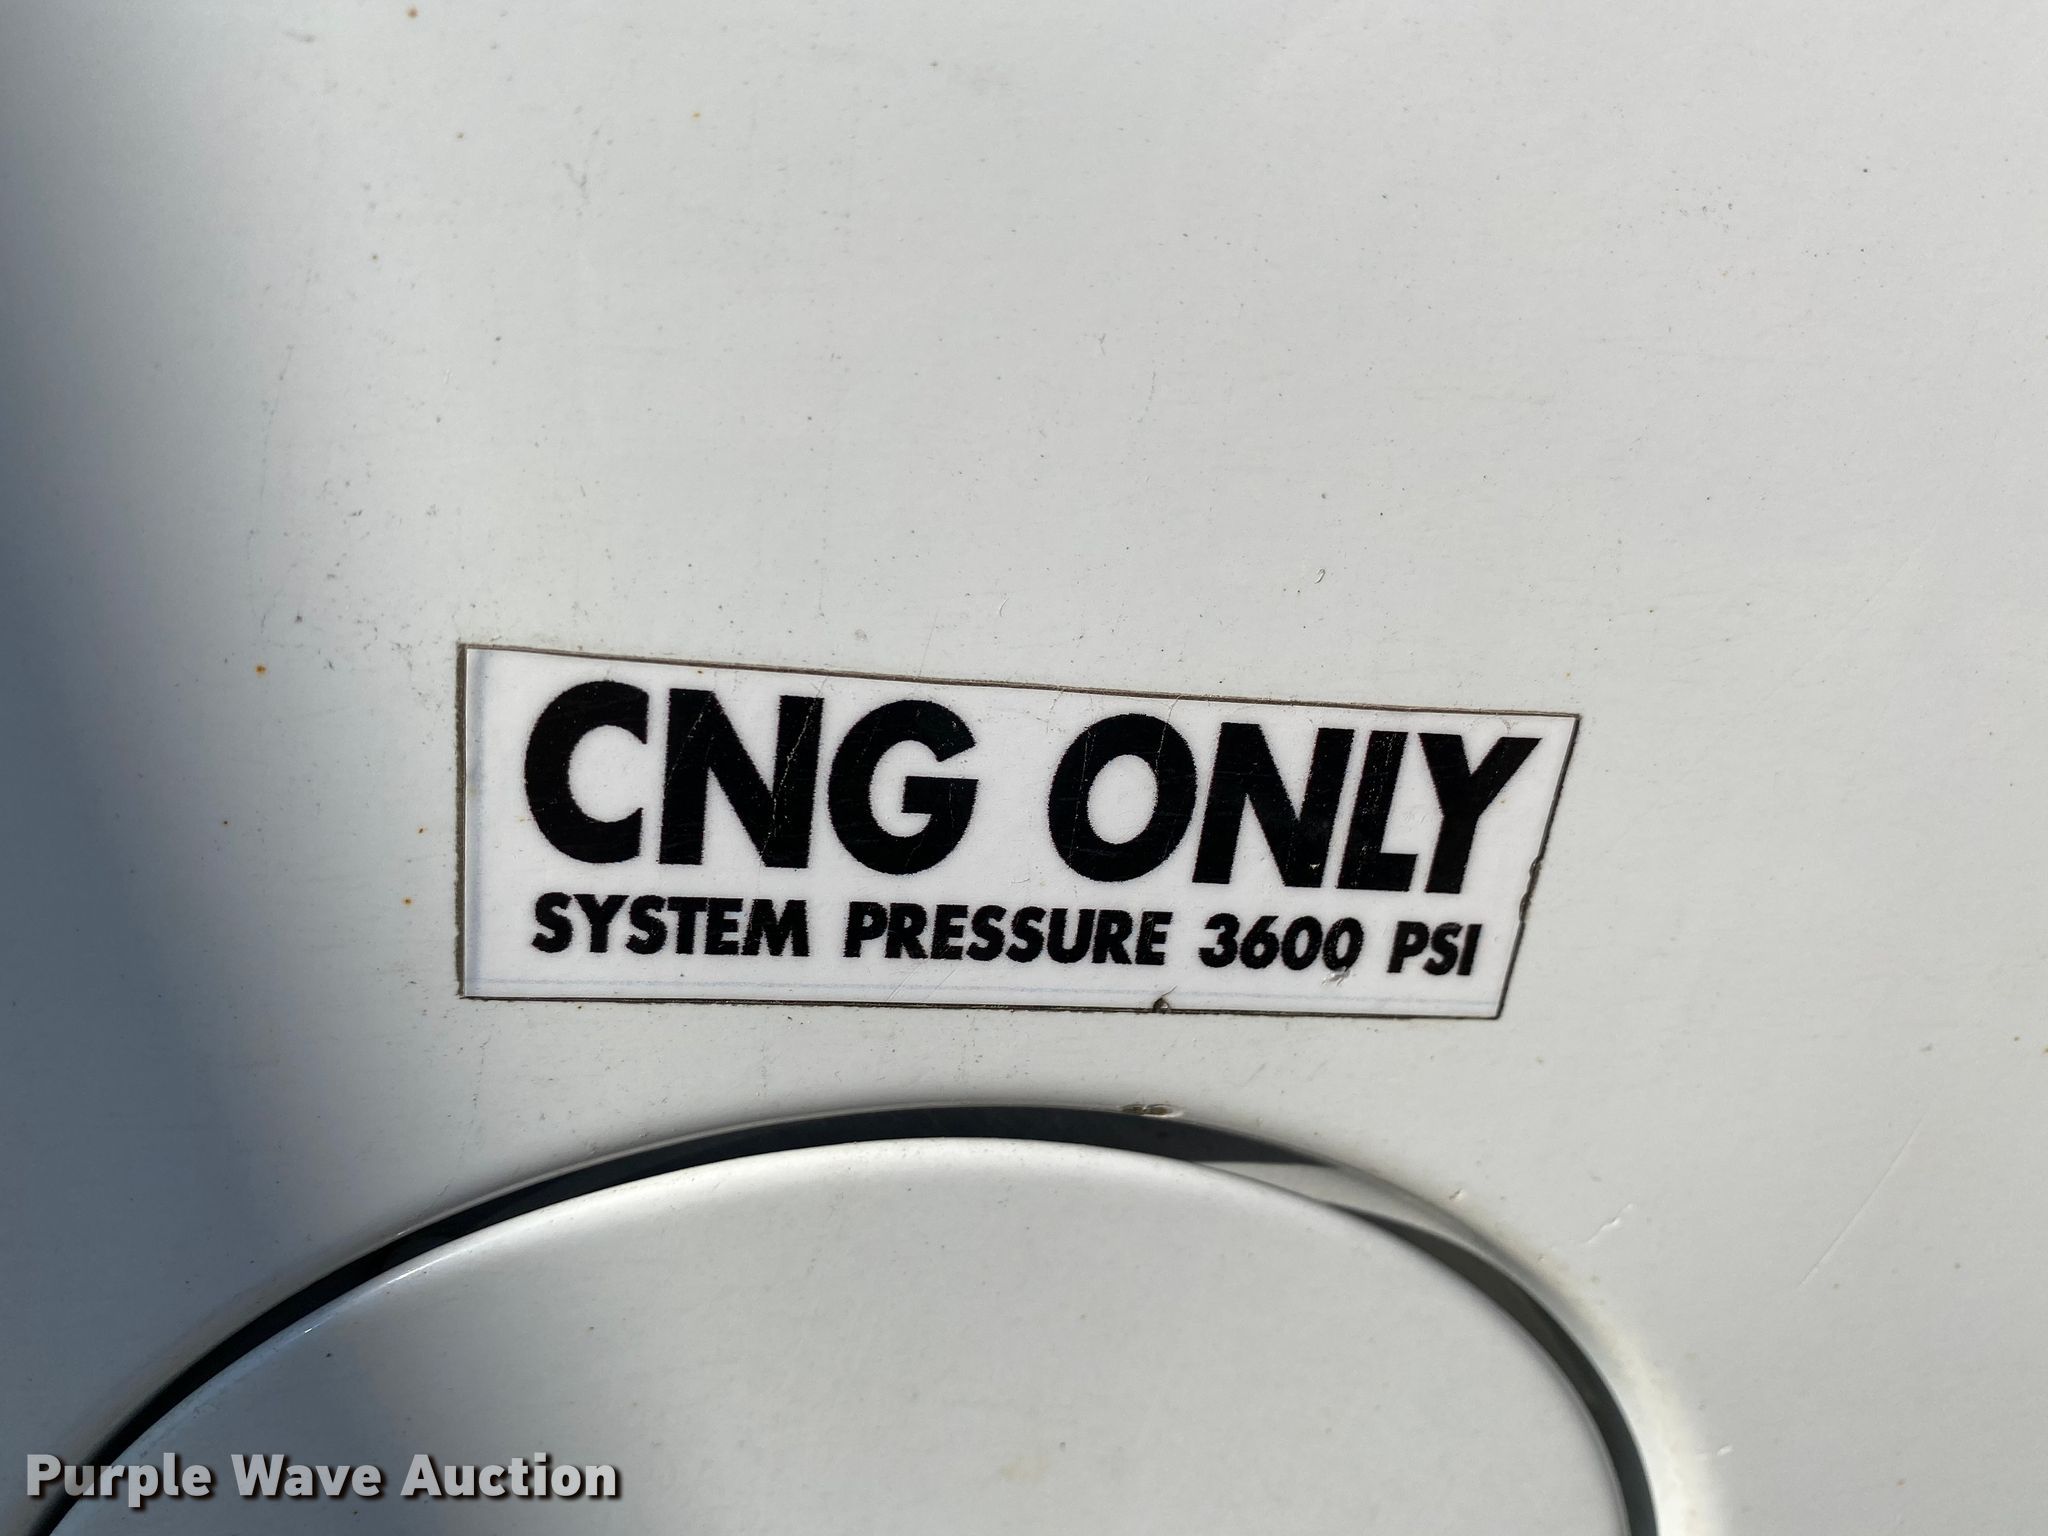 CNG ONLY
SYSTEM PRESSURE 3600 PSI
Purple Wave Auction